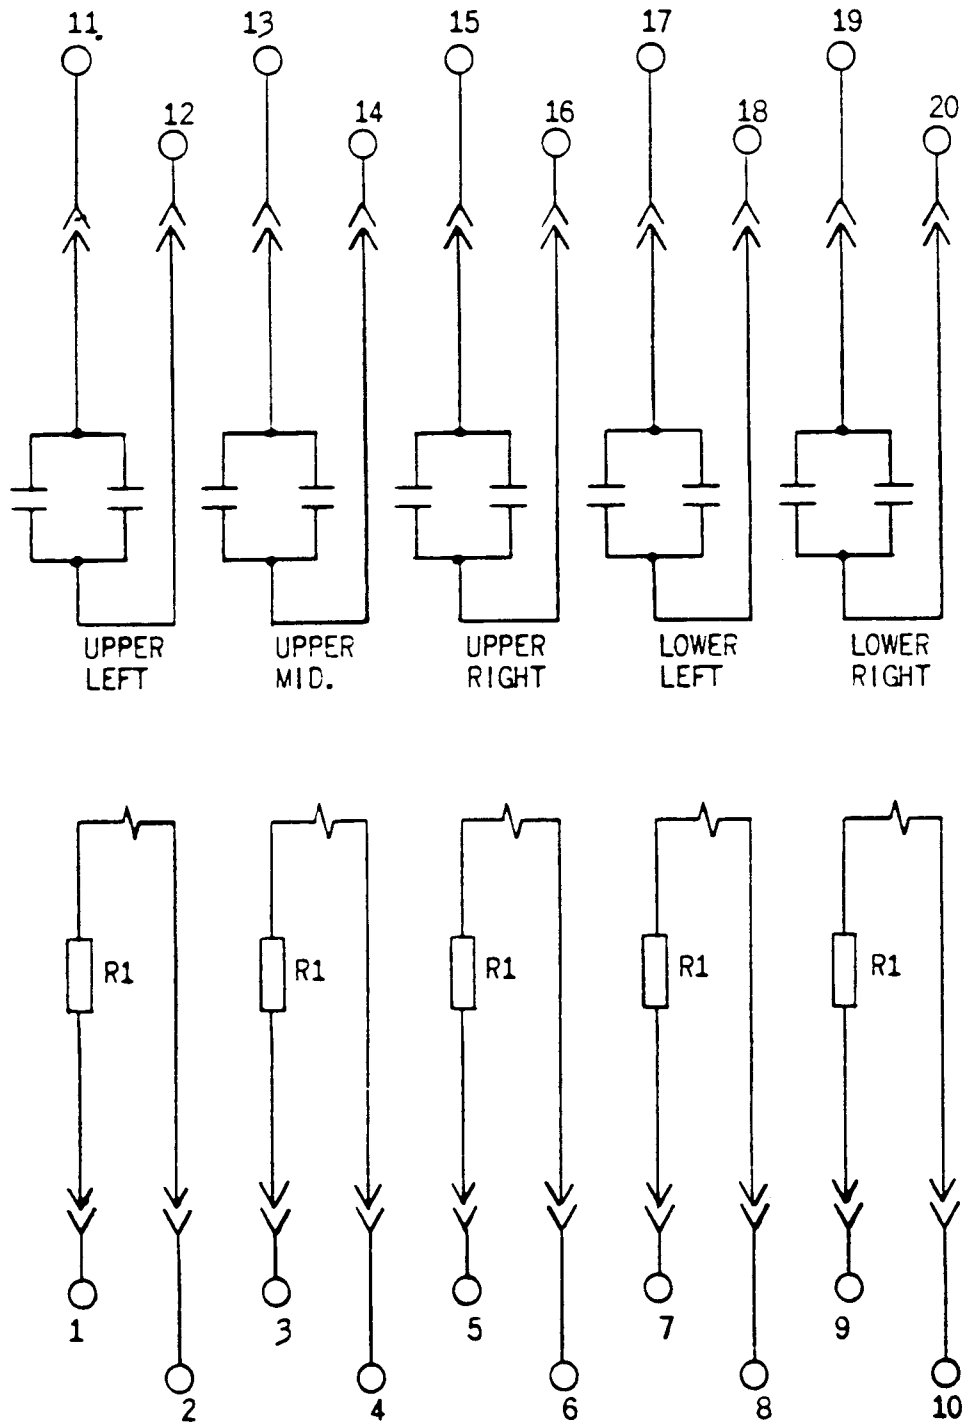 11. 13 15 17 19
12 14 16 18 20
UPPER LEFT
UPPER MID.
UPPER RIGHT
LOWER LEFT
LOWER RIGHT
R1 R1 R1 R1 R1
1 3 5 7 9
2 4 6 8 10